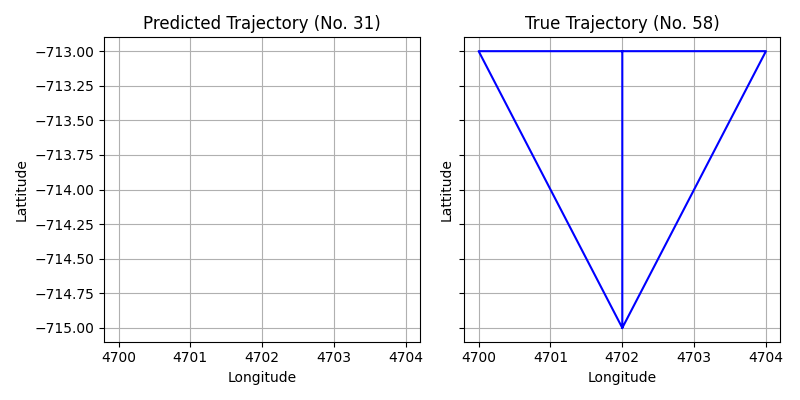 Predicted Trajectory (No. 31)
True Trajectory (No. 58)
−713.00
−713.25
−713.50
−713.75
−714.00
−714.25
−714.50
−714.75
−715.00
Lattitude
Lattitude
4700 4701 4702 4703 4704
4700 4701 4702 4703 4704
Longitude
Longitude